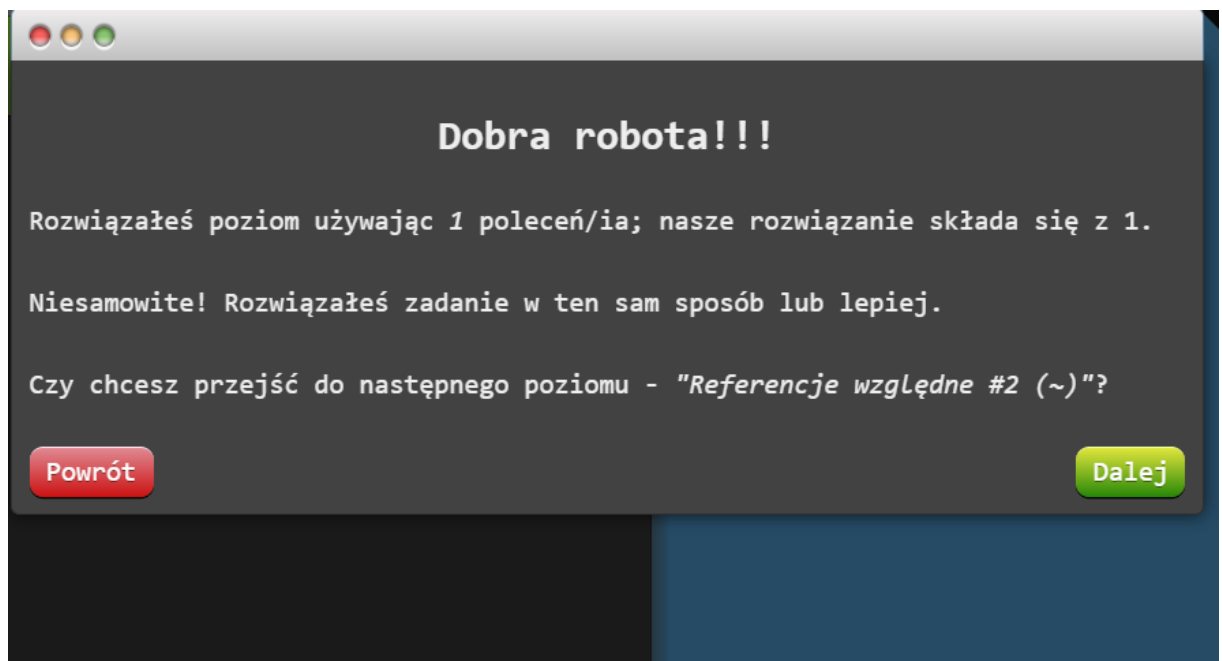 Dobra robota!!!
Rozwiązałeś poziom używając 1 poleceń/ia; nasze rozwiązanie składa się z 1.
Niesamowite! Rozwiązałeś zadanie w ten sam sposób lub lepiej.
Czy chcesz przejść do następnego poziomu - "Referencje względne #2 (~)"?
Powrót
Dalej